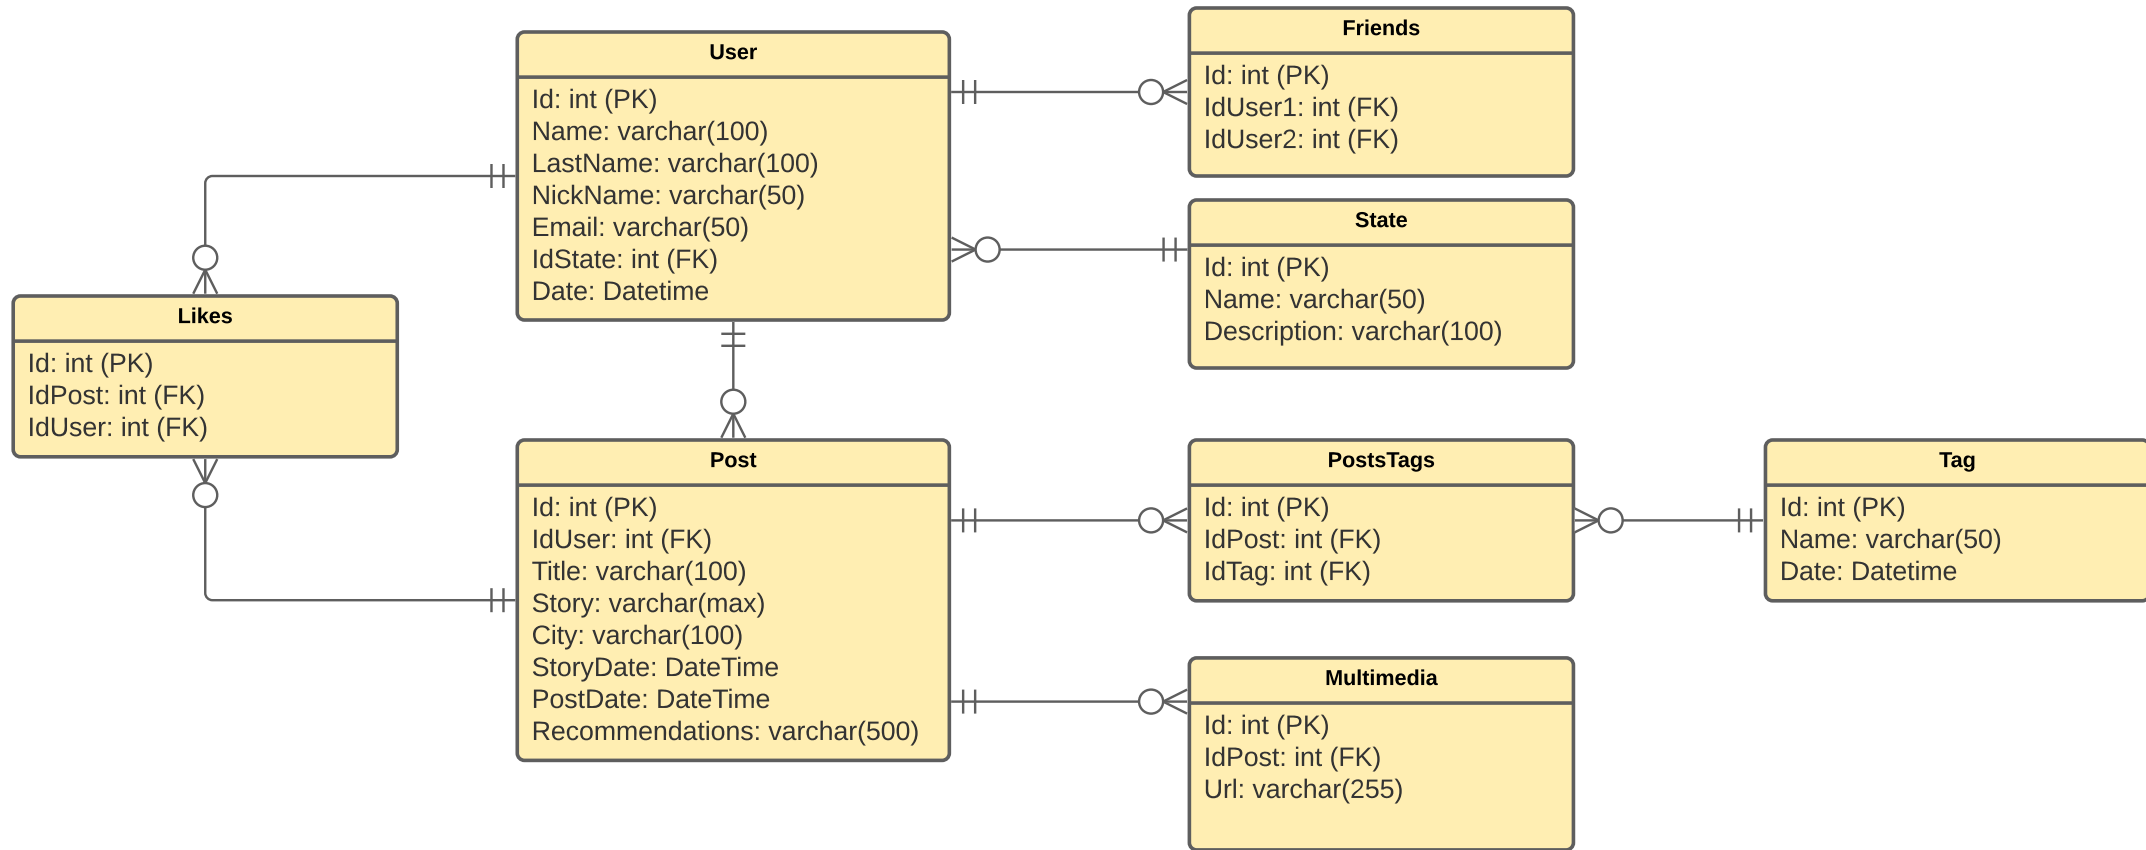 User
Id: int (PK)
Name: varchar(100)
LastName: varchar(100)
NickName: varchar(50)
Email: varchar(50)
IdState: int (FK)
Date: Datetime
Friends
Id: int (PK)
IdUser1: int (FK)
IdUser2: int (FK)
State
Id: int (PK)
Name: varchar(50)
Description: varchar(100)
Likes
Id: int (PK)
IdPost: int (FK)
IdUser: int (FK)
Post
Id: int (PK)
IdUser: int (FK)
Title: varchar(100)
Story: varchar(max)
City: varchar(100)
StoryDate: DateTime
PostDate: DateTime
Recommendations: varchar(500)
PostsTags
Id: int (PK)
IdPost: int (FK)
IdTag: int (FK)
Tag
Id: int (PK)
Name: varchar(50)
Date: Datetime
Multimedia
Id: int (PK)
IdPost: int (FK)
Url: varchar(255)